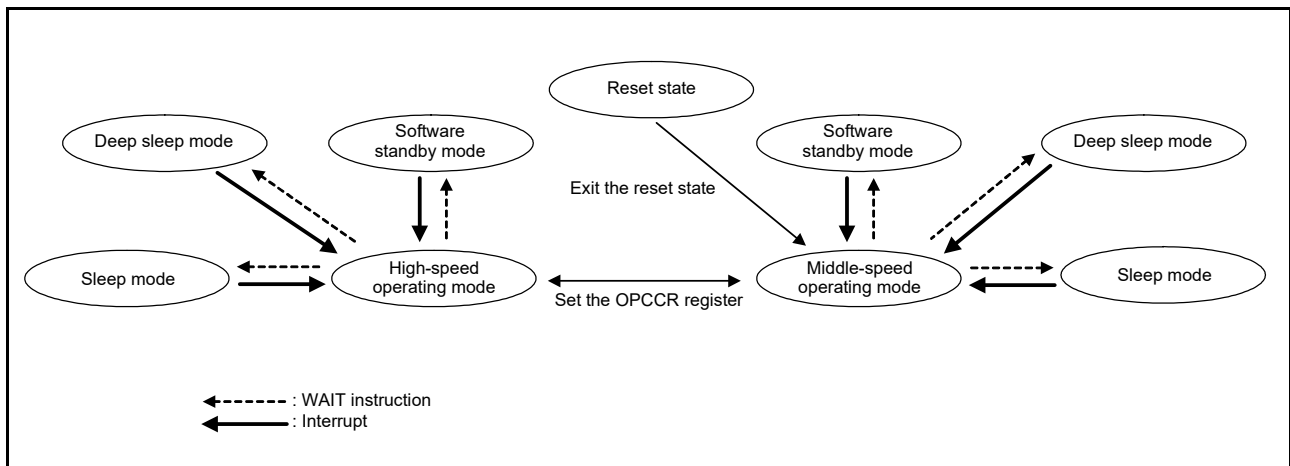 Reset state
Deep sleep mode
Software
standby mode
Software
standby mode
Deep sleep mode
Exit the reset state
Sleep mode
High-speed
operating mode
Set the OPCCR register
Middle-speed
operating mode
Sleep mode
: WAIT instruction
: Interrupt